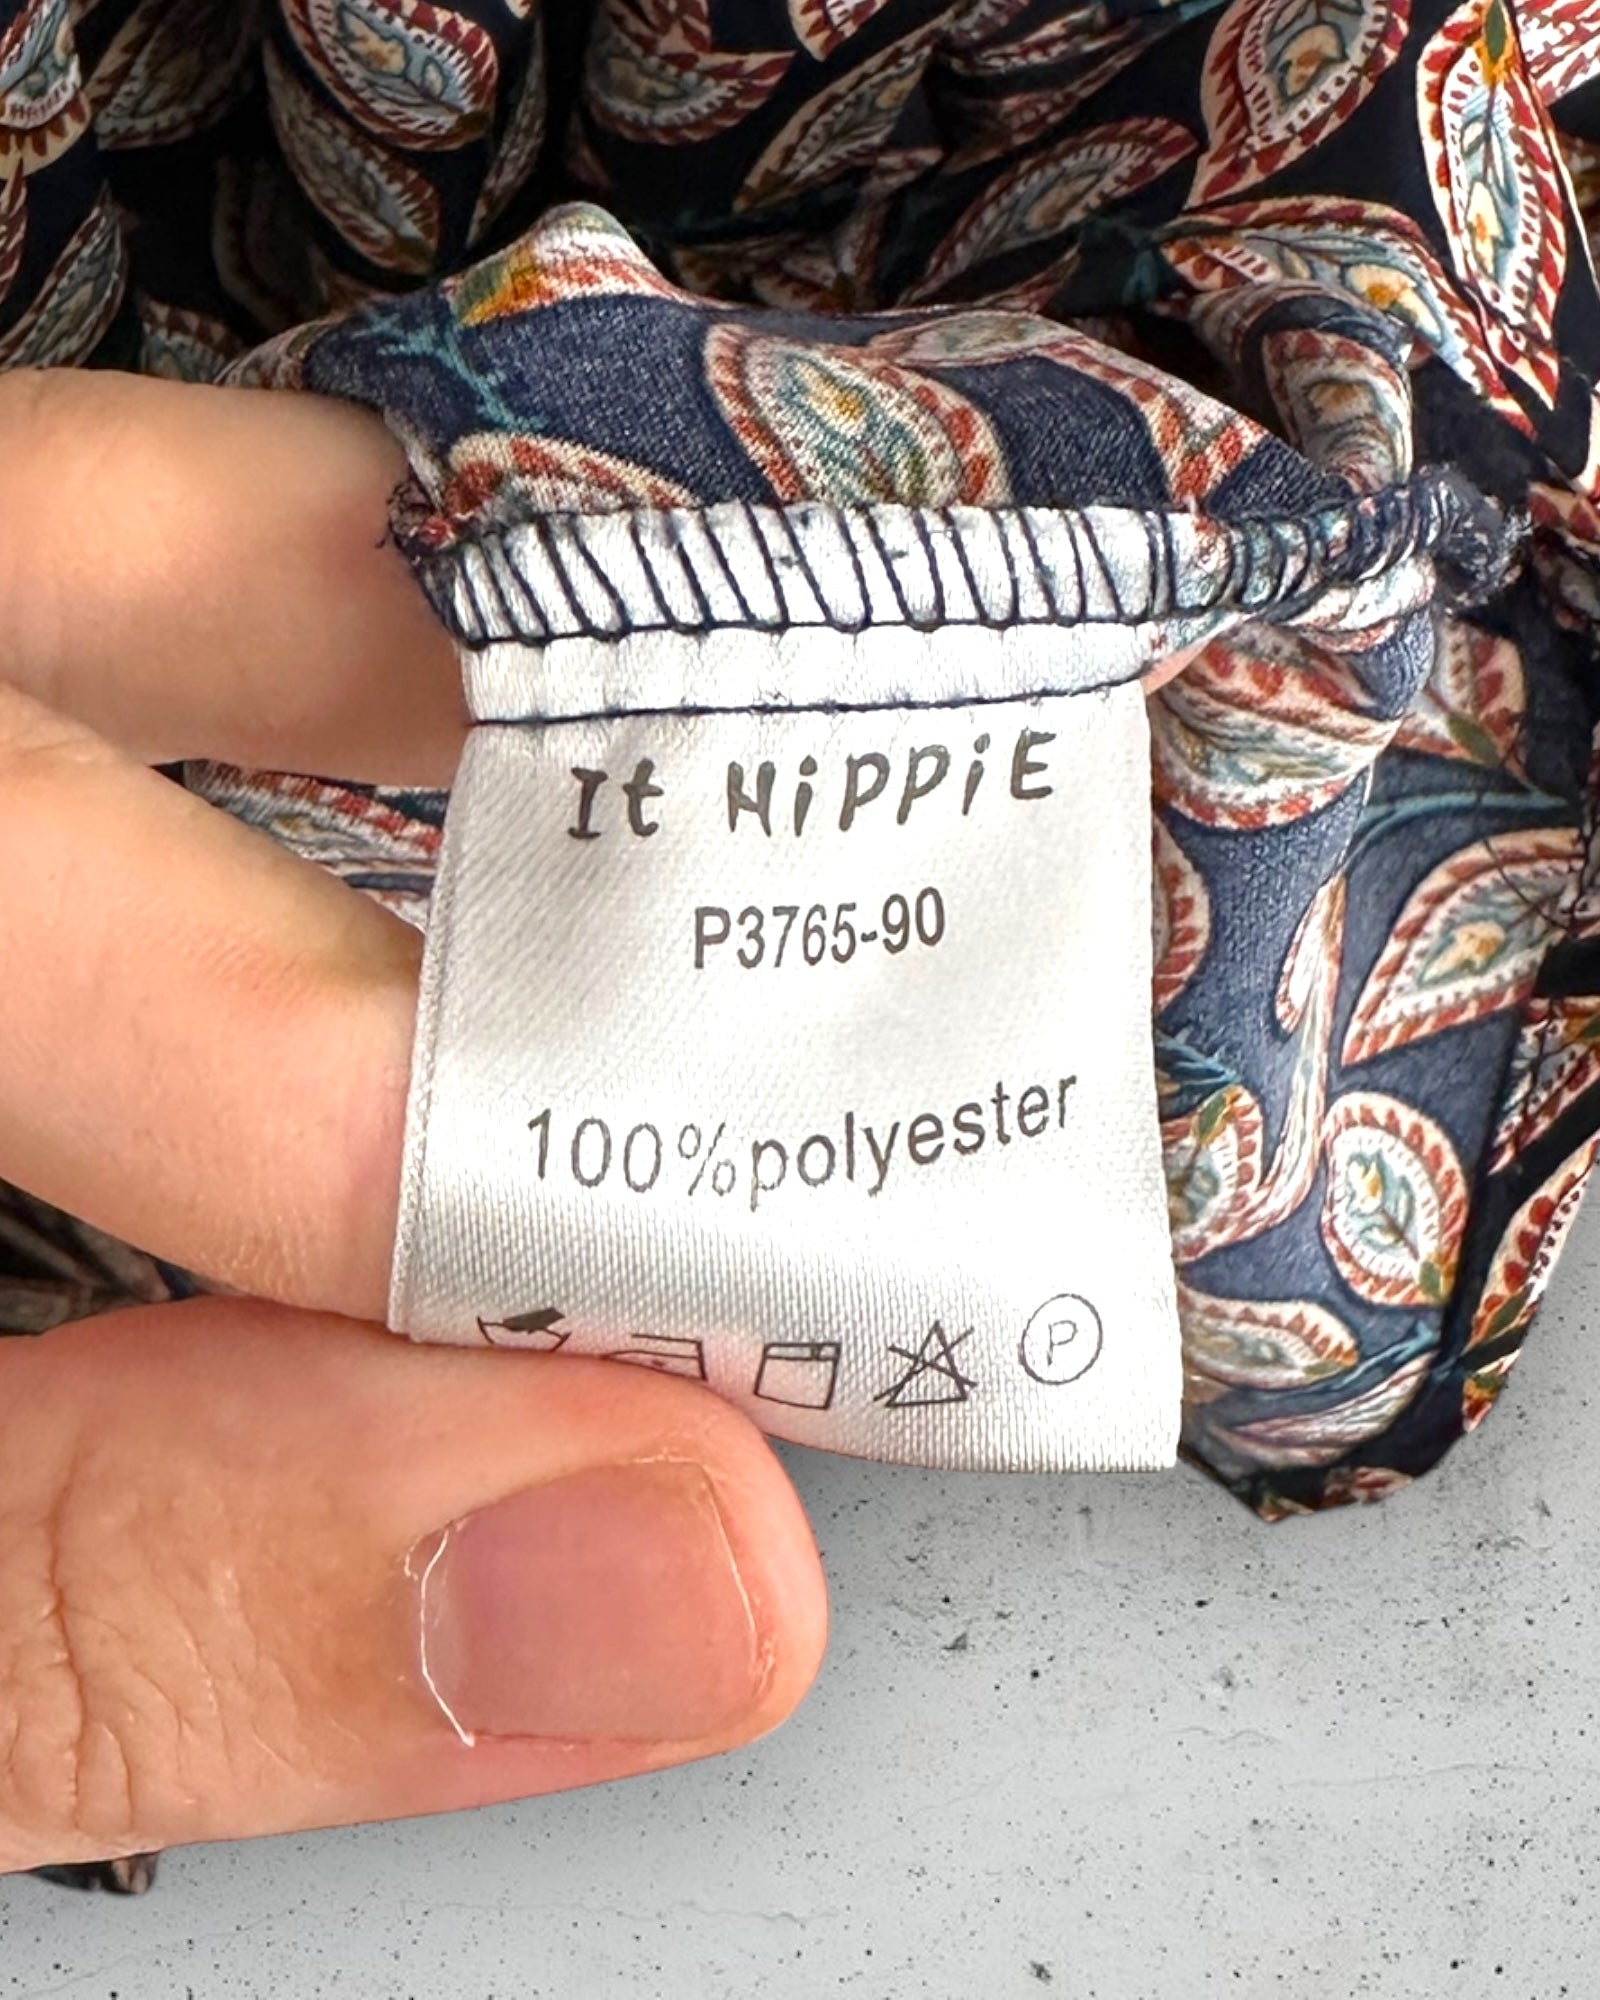 It HiPPiE
P3765-90
100%polyester
P